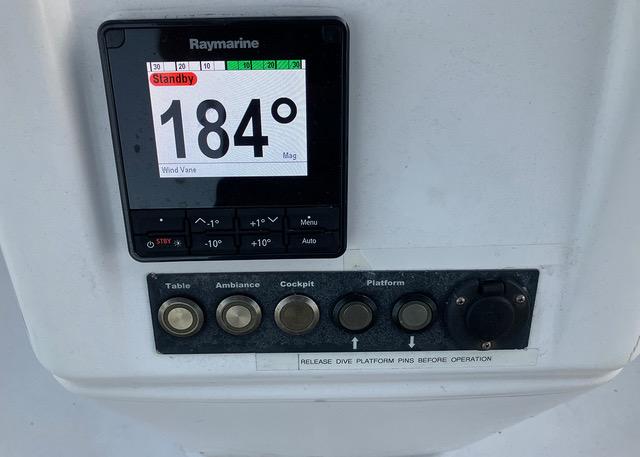 Raymarine
30 20 10 10 20 30
Standby
184°
Mag
Wind Vane
-1° +1° Menu
STBY -10° +10° Auto
Table Ambiance Cockpit Platform
RELEASE DIVE PLATFORM PINS BEFORE OPERATION